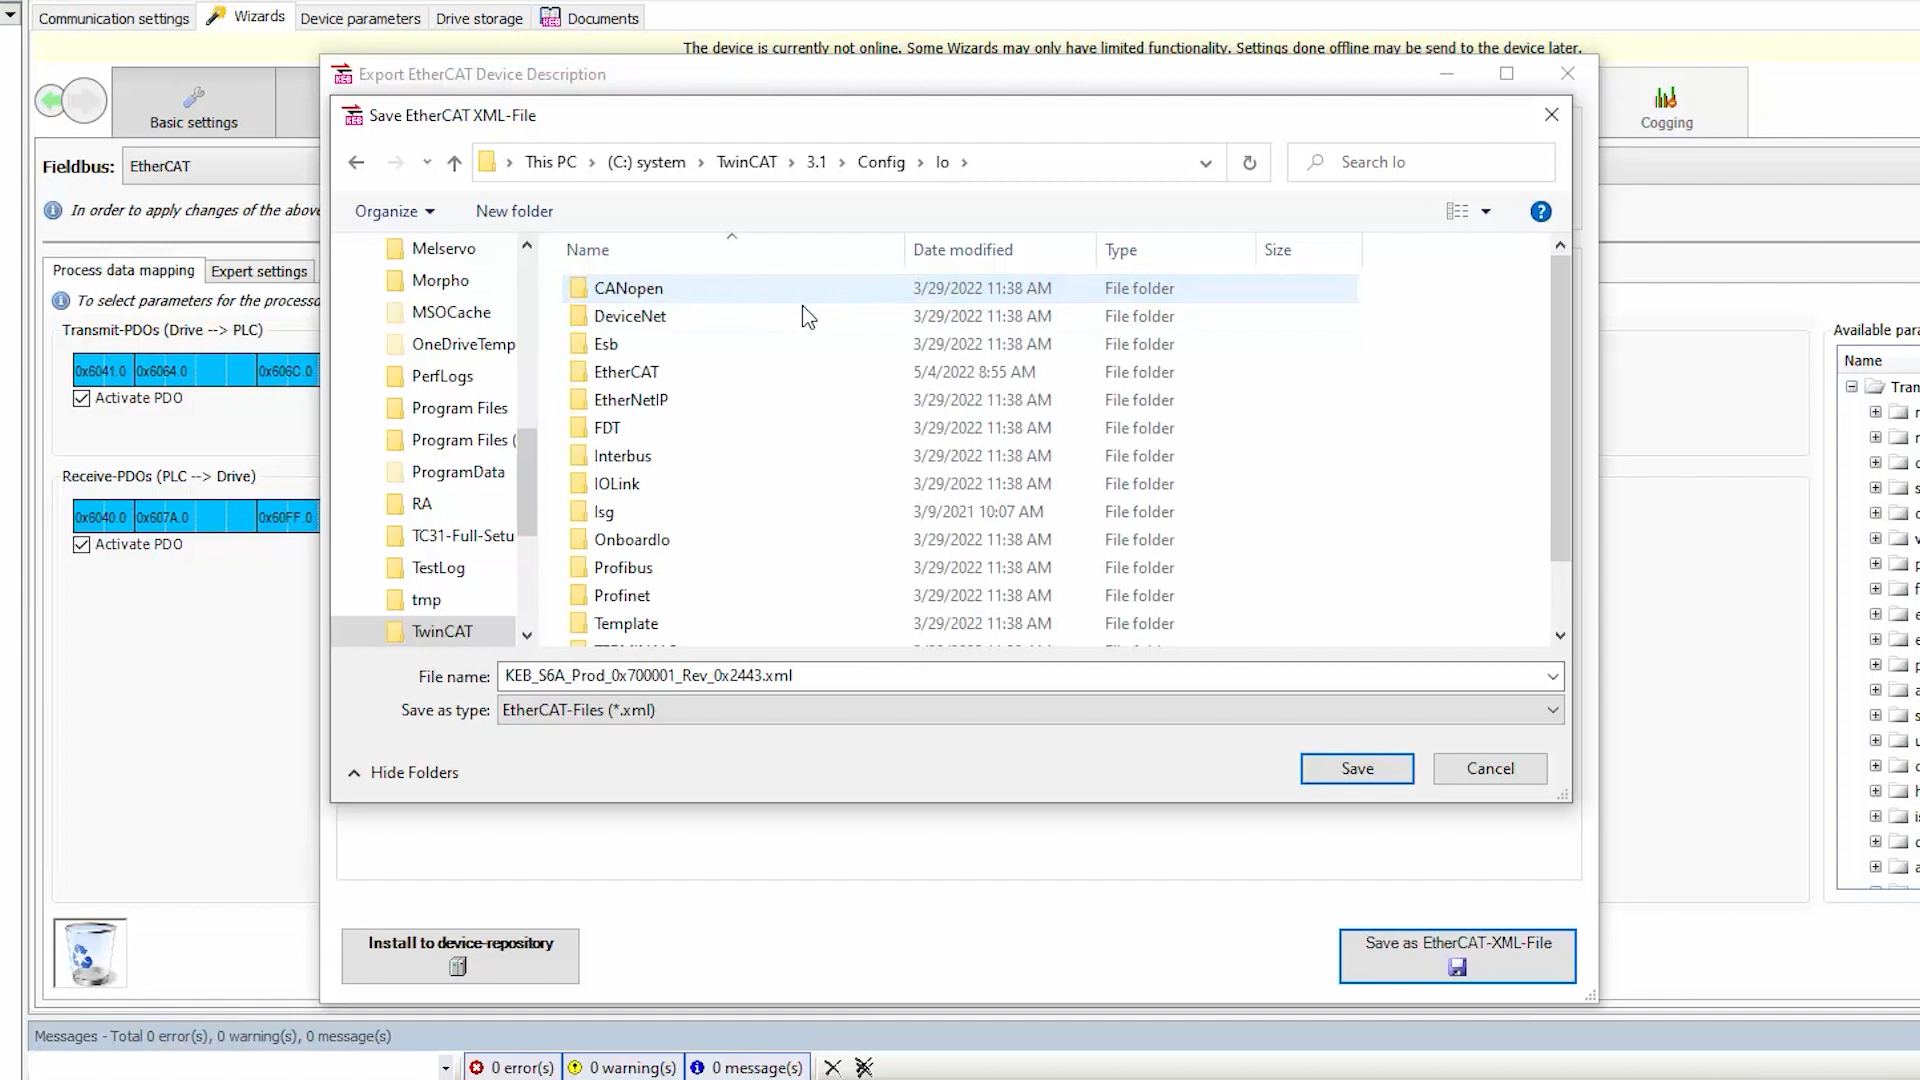 Communication settings
Wizards
Device parameters
Drive storage
Documents
The device is currently not online. Some Wizards may only have limited functionality. Settings done offline may be send to the device later.
Export EtherCAT Device Description
Basic settings
Cogging
Save EtherCAT XML-File
This PC
(C:) system
TwinCAT
3.1
Config
Io
Search Io
Fieldbus:
EtherCAT
In order to apply changes of the above
Organize
New folder
Name
Date modified
Type
Size
Melservo
Morpho
MSOCache
OneDriveTemp
PerfLogs
Program Files
Program Files (
ProgramData
RA
TC31-Full-Setu
TestLog
tmp
TwinCAT
CANopen 3/29/2022 11:38 AM File folder
DeviceNet 3/29/2022 11:38 AM File folder
Esb 3/29/2022 11:38 AM File folder
EtherCAT 5/4/2022 8:55 AM File folder
EtherNetIP 3/29/2022 11:38 AM File folder
FDT 3/29/2022 11:38 AM File folder
Interbus 3/29/2022 11:38 AM File folder
IOLink 3/29/2022 11:38 AM File folder
Isg 3/9/2021 10:07 AM File folder
OnboardIo 3/29/2022 11:38 AM File folder
Profibus 3/29/2022 11:38 AM File folder
Profinet 3/29/2022 11:38 AM File folder
Template 3/29/2022 11:38 AM File folder
File name: KEB_S6A_Prod_0x700001_Rev_0x2443.xml
Save as type: EtherCAT-Files (*.xml)
Hide Folders
Save
Cancel
Process data mapping
Expert settings
To select parameters for the processd
Transmit-PDOs (Drive --> PLC)
0x6041.0 0x6064.0 0x606C.0
Activate PDO
Receive-PDOs (PLC --> Drive)
0x6040.0 0x607A.0 0x60FF.0
Activate PDO
Available para
Name
Tran
Install to device-repository
Save as EtherCAT-XML-File
Messages - Total 0 error(s), 0 warning(s), 0 message(s)
0 error(s)
0 warning(s)
0 message(s)